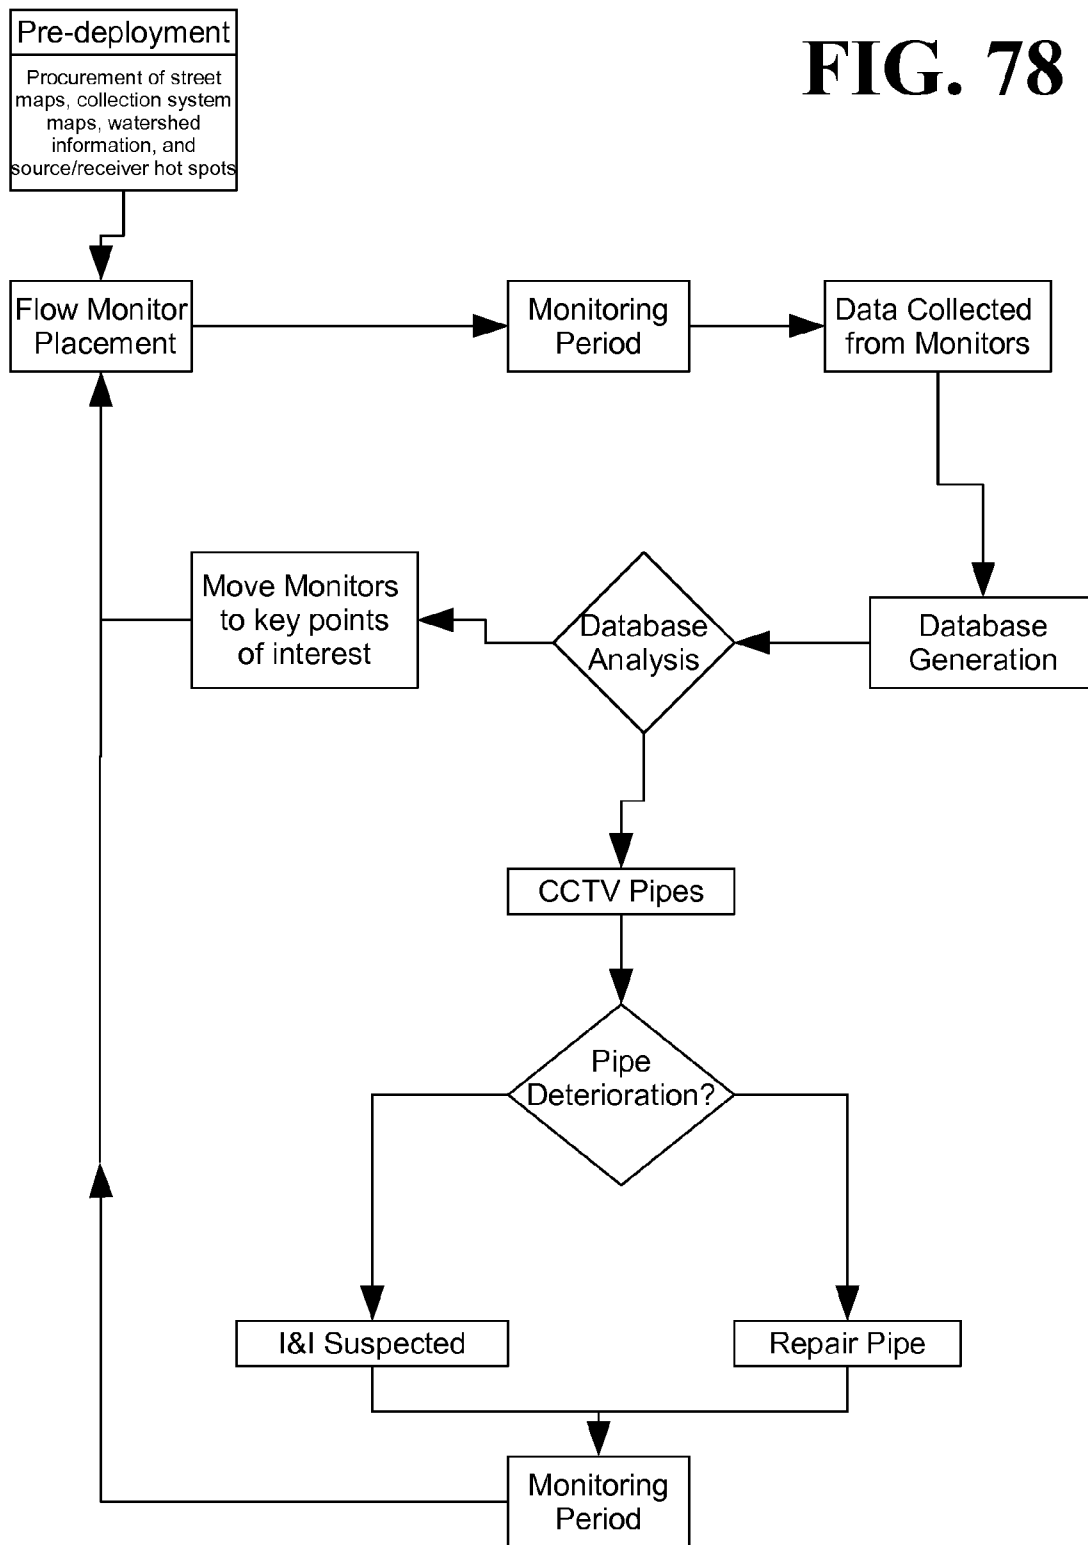 FIG. 78
Pre-deployment
Procurement of street
maps, collection system
maps, watershed
information, and
source/receiver hot spots
Flow Monitor
Placement
Monitoring
Period
Data Collected
from Monitors
Move Monitors
to key points
of interest
Database
Analysis
Database
Generation
CCTV Pipes
Pipe
Deterioration?
I&I Suspected
Repair Pipe
Monitoring
Period